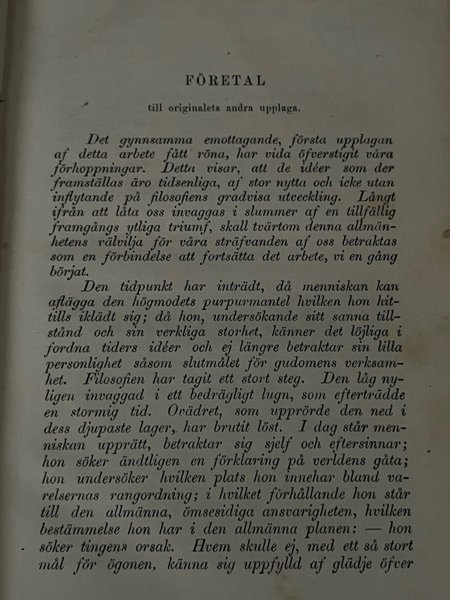 FÖRETAL
till originalets andra upplaga.
Det gynnsamma emottagande, första upplagan
af detta arbete fått röna, har vida öfverstigit våra
förhoppningar. Detta visar, att de idéer som der
framställas äro tidsenliga, af stor nytta och icke utan
inflytande på filosofiens gradvisa utveckling. Långt
ifrån att låta oss invaggas i slummer af en tillfällig
framgångs ytliga triumf, skall tvärtom denna allmän-
hetens välvilja för våra sträfvanden af oss betraktas
som en förbindelse att fortsätta det arbete, vi en gång
börjat.
Den tidpunkt har inträdt, då menniskan kan
aflägga den högmodets purpurmantel hvilken hon hit-
tills iklädt sig; då hon, undersökande sitt sanna till-
stånd och sin verkliga storhet, känner det löjliga i
fordna tiders idéer och ej längre betraktar sin lilla
personlighet såsom slutmålet för gudomens verksam-
het. Filosofien har tagit ett stort steg. Den låg ny-
ligen invaggad i ett bedrägligt lugn, som efterträdde
en stormig tid. Orädret, som upprörde den ned i
dess djupaste lager, har brutit löst. I dag står men-
niskan upprätt, betraktar sig sjelf och eftersinnar;
hon söker ändtligen en förklaring på verldens gåta;
hon undersöker hvilken plats hon innehar bland va-
relsernas rangordning; i hvilket förhållande hon står
till den allmänna, ömsesidiga ansvarigheten, hvilken
bestämmelse hon har i den allmänna planen: — hon
söker tingens orsak. Hvem skulle ej, med ett så stort
mål för ögonen, känna sig uppfylld af glädje öfver